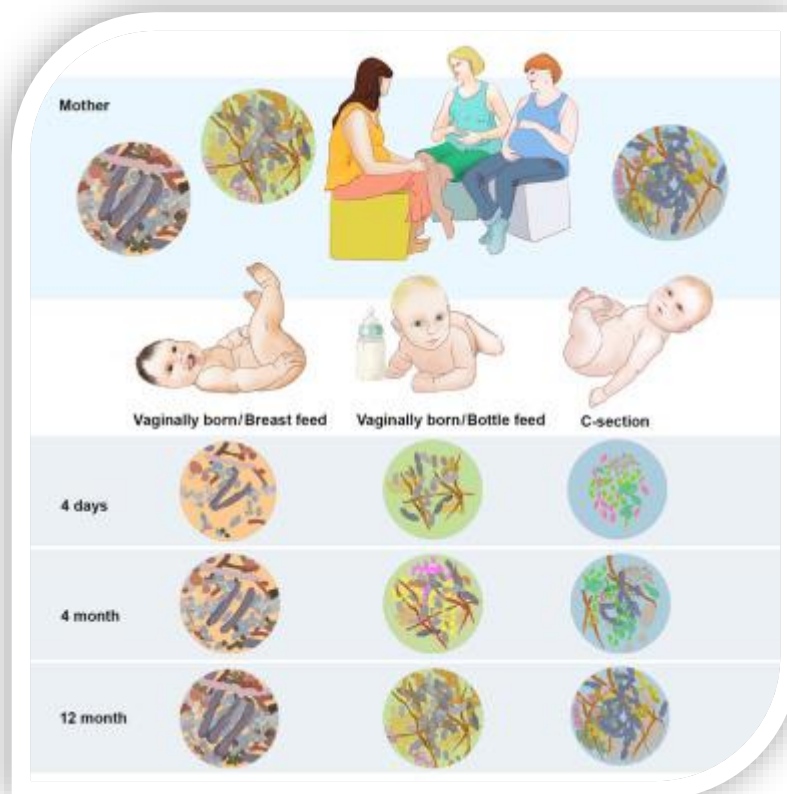 Mother
Vaginally born/Breast feed
Vaginally born/Bottle feed
C-section
4 days
4 month
12 month